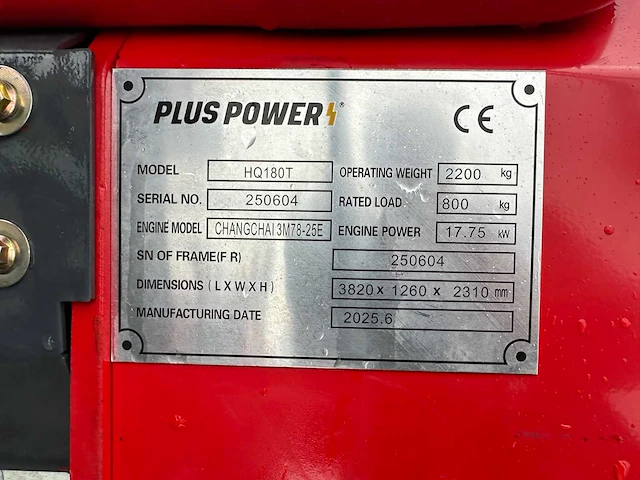 PLUS POWER ® CE
MODEL HQ180T OPERATING WEIGHT 2200 kg
SERIAL NO. 250604 RATED LOAD 800 kg
ENGINE MODEL CHANGCHAI 3M78-25E ENGINE POWER 17.75 kW
SN OF FRAME(F R) 250604
DIMENSIONS ( L X W X H ) 3820 x 1260 x 2310 mm
MANUFACTURING DATE 2025.6